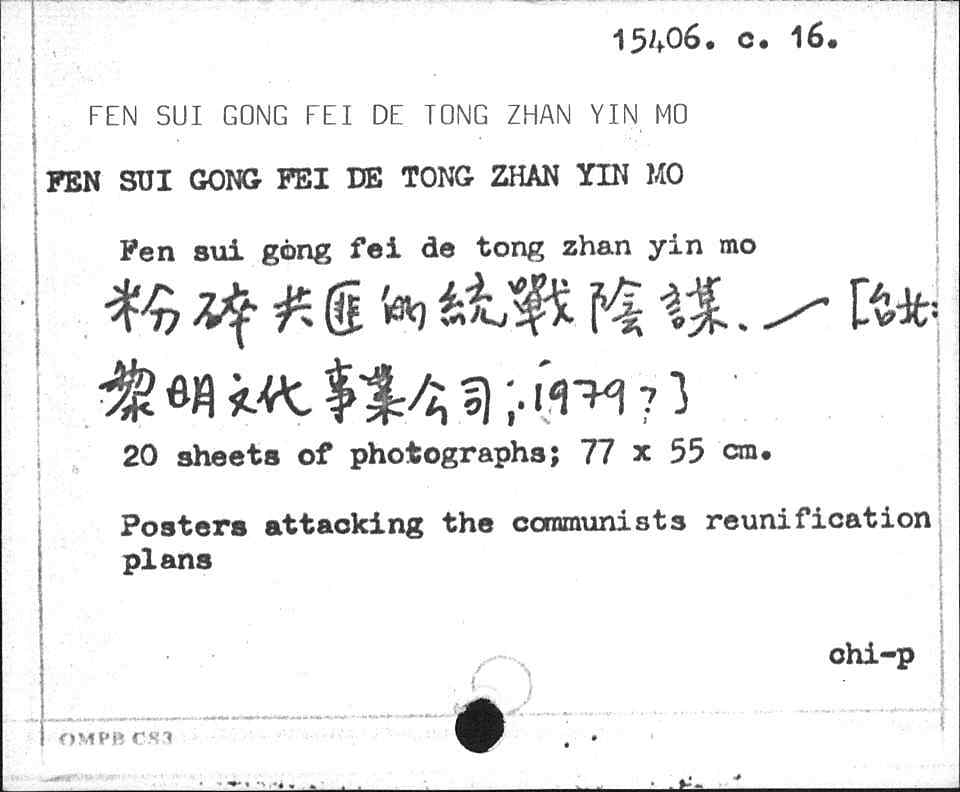 15406. c. 16.
FEN SUI GONG FEI DE TONG ZHAN YIN MO
FEN SUI GONG FEI DE TONG ZHAN YIN MO
Fen sui gong fei de tong zhan yin mo
粉碎共匪的統戰陰謀. — [台北:
黎明文化事業公司; 1979?]
20 sheets of photographs; 77 x 55 cm.
Posters attacking the communists reunification
plans
chi-p
OMPB CS3